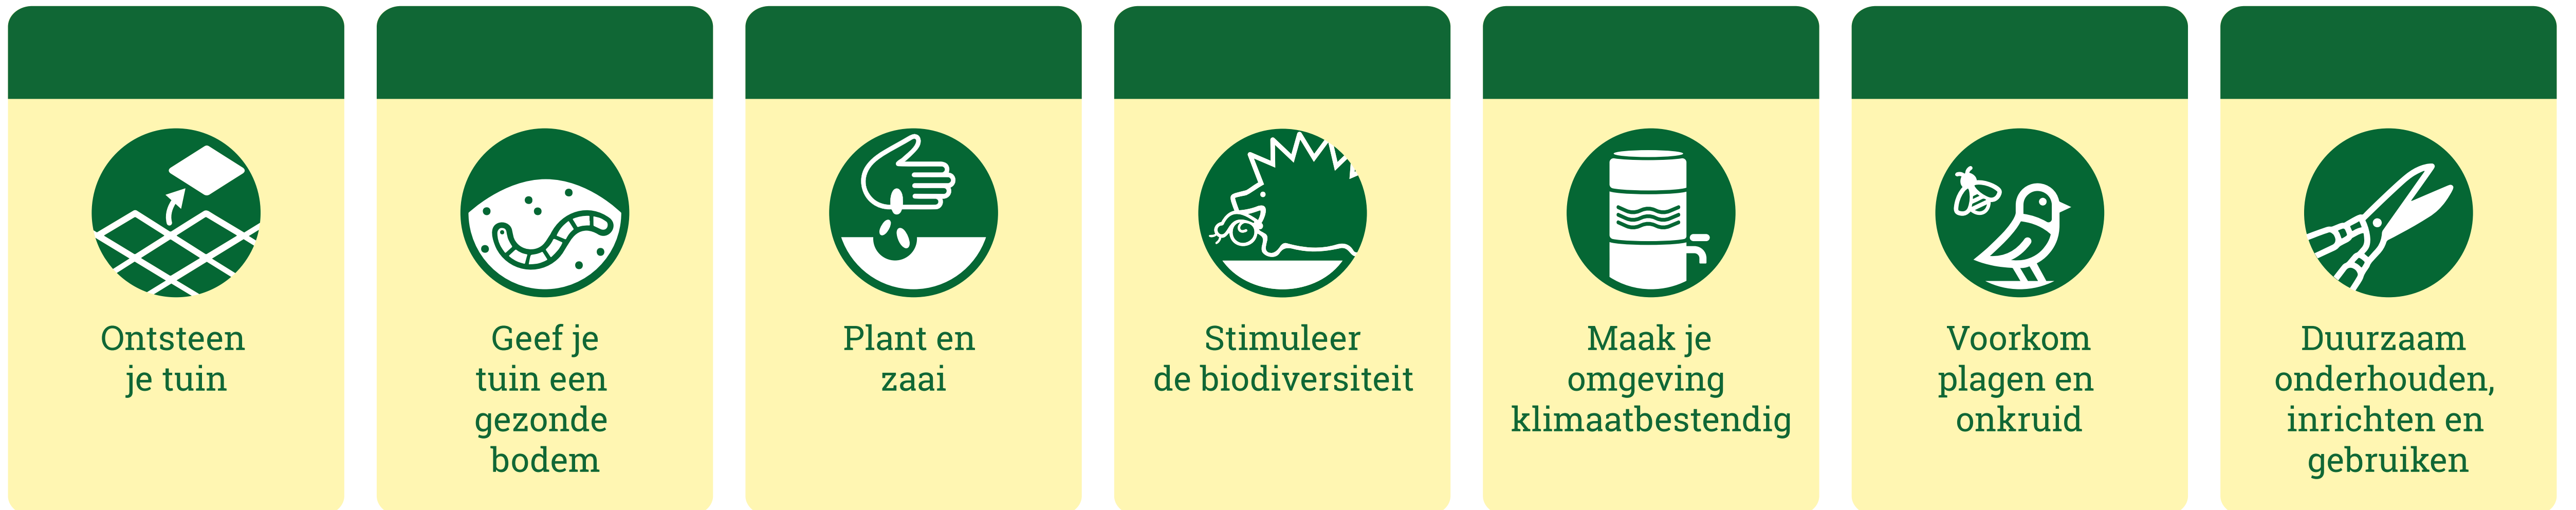 Ontsteen
je tuin
Geef je
tuin een
gezonde
bodem
Plant en
zaai
Stimuleer
de biodiversiteit
Maak je
omgeving
klimaatbestendig
Voorkom
plagen en
onkruid
Duurzaam
onderhouden,
inrichten en
gebruiken